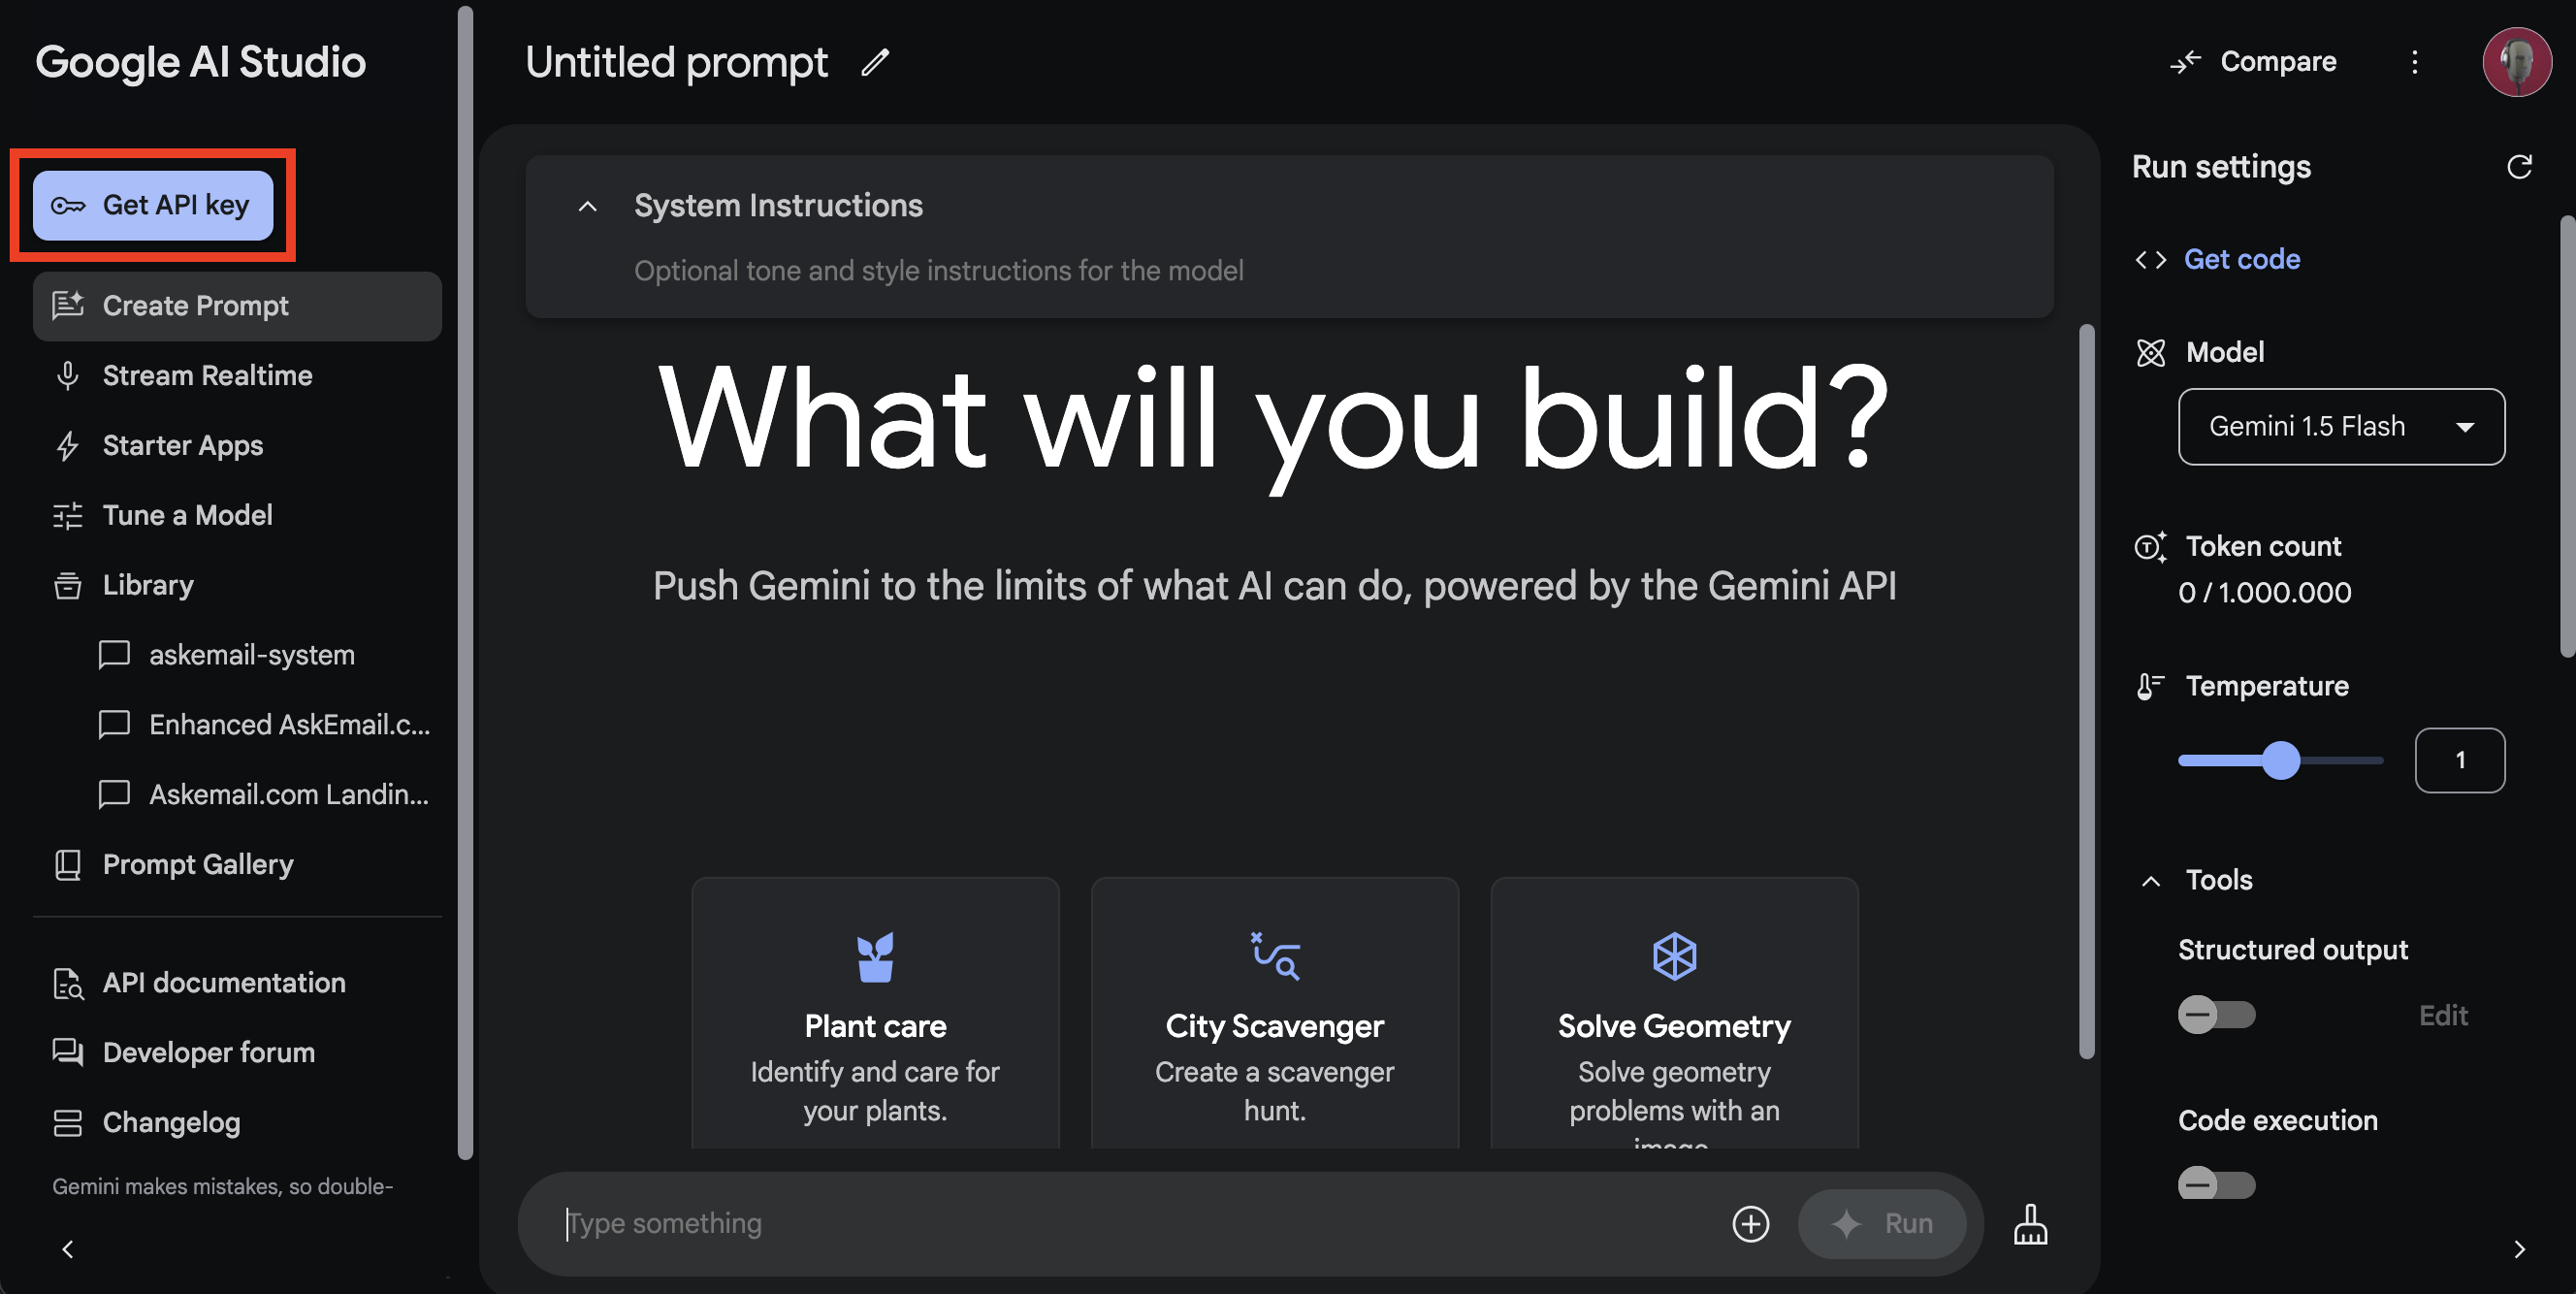 Google AI Studio
Get API key
Create Prompt
Stream Realtime
Starter Apps
Tune a Model
Library
askemail-system
Enhanced AskEmail.c...
Askemail.com Landin...
Prompt Gallery
API documentation
Developer forum
Changelog
Gemini makes mistakes, so double-
Untitled prompt
Compare
System Instructions
Optional tone and style instructions for the model
What will you build?
Push Gemini to the limits of what AI can do, powered by the Gemini API
Plant care
Identify and care for
your plants.
City Scavenger
Create a scavenger
hunt.
Solve Geometry
Solve geometry
problems with an
image
Type something
Run
Run settings
Get code
Model
Gemini 1.5 Flash
Token count
0 / 1.000.000
Temperature
1
Tools
Structured output
Edit
Code execution